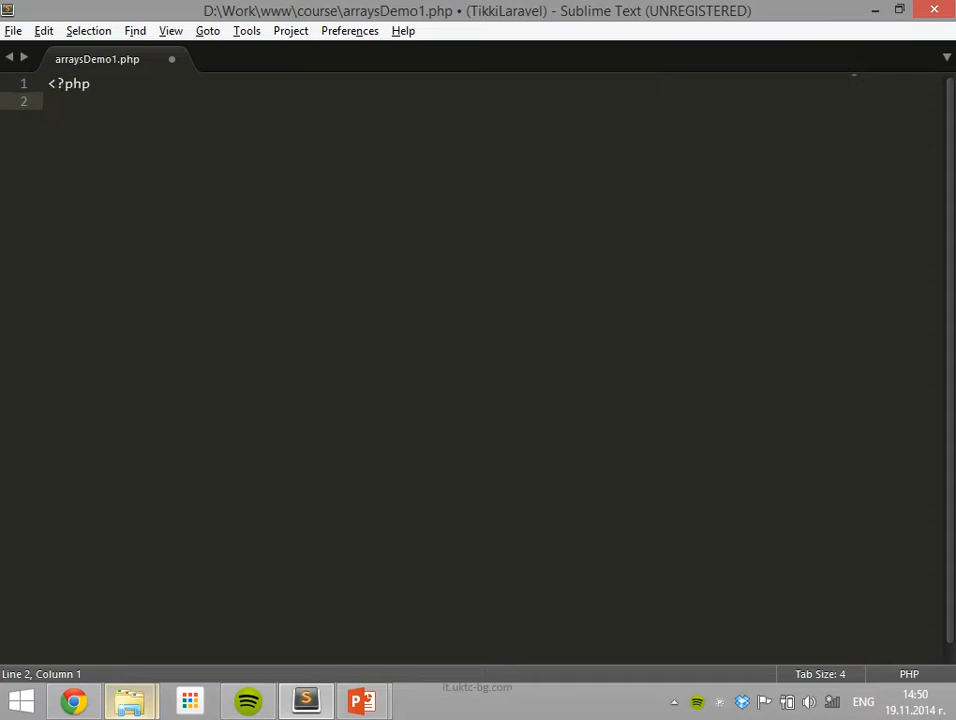 D:\Work\www\course\arraysDemo1.php • (TikkiLaravel) - Sublime Text (UNREGISTERED)
File Edit Selection Find View Goto Tools Project Preferences Help
arraysDemo1.php
1 <?php
2
Line 2, Column 1 Tab Size: 4 PHP
it.uktc-bg.com
ЕНГ 14:50
19.11.2014 г.